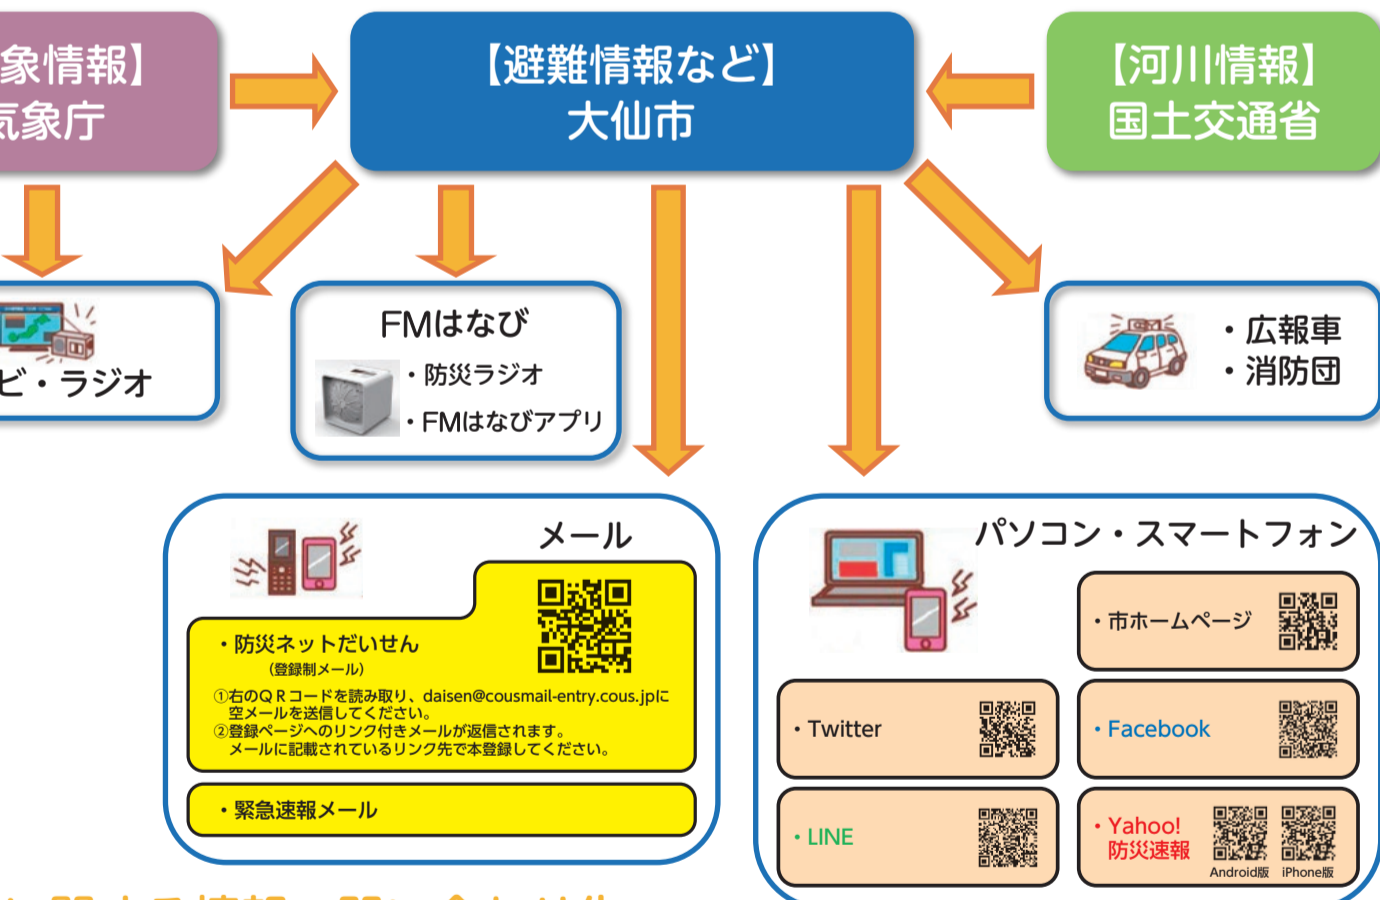 象情報】
気象庁
【避難情報など】
大仙市
【河川情報】
国土交通省
ビ・ラジオ
FMはなび
・防災ラジオ
・FMはなびアプリ
・広報車
・消防団
メール
・防災ネットだいせん
(登録制メール)
①右のQRコードを読み取り、daisen@cousmail-entry.cous.jpに
空メールを送信してください。
②登録ページへのリンク付きメールが返信されます。
メールに記載されているリンク先で本登録してください。
・緊急速報メール
パソコン・スマートフォン
・市ホームページ
・Twitter
・Facebook
・LINE
・Yahoo!
防災速報
Android版 iPhone版